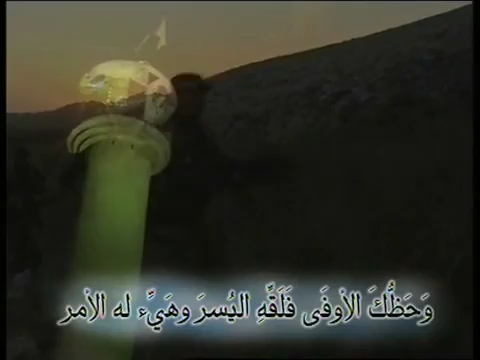 وَحَظُّكَ الأوفَى فَلَقِّهِ اليُسرَ وهَيِّء له الأمر